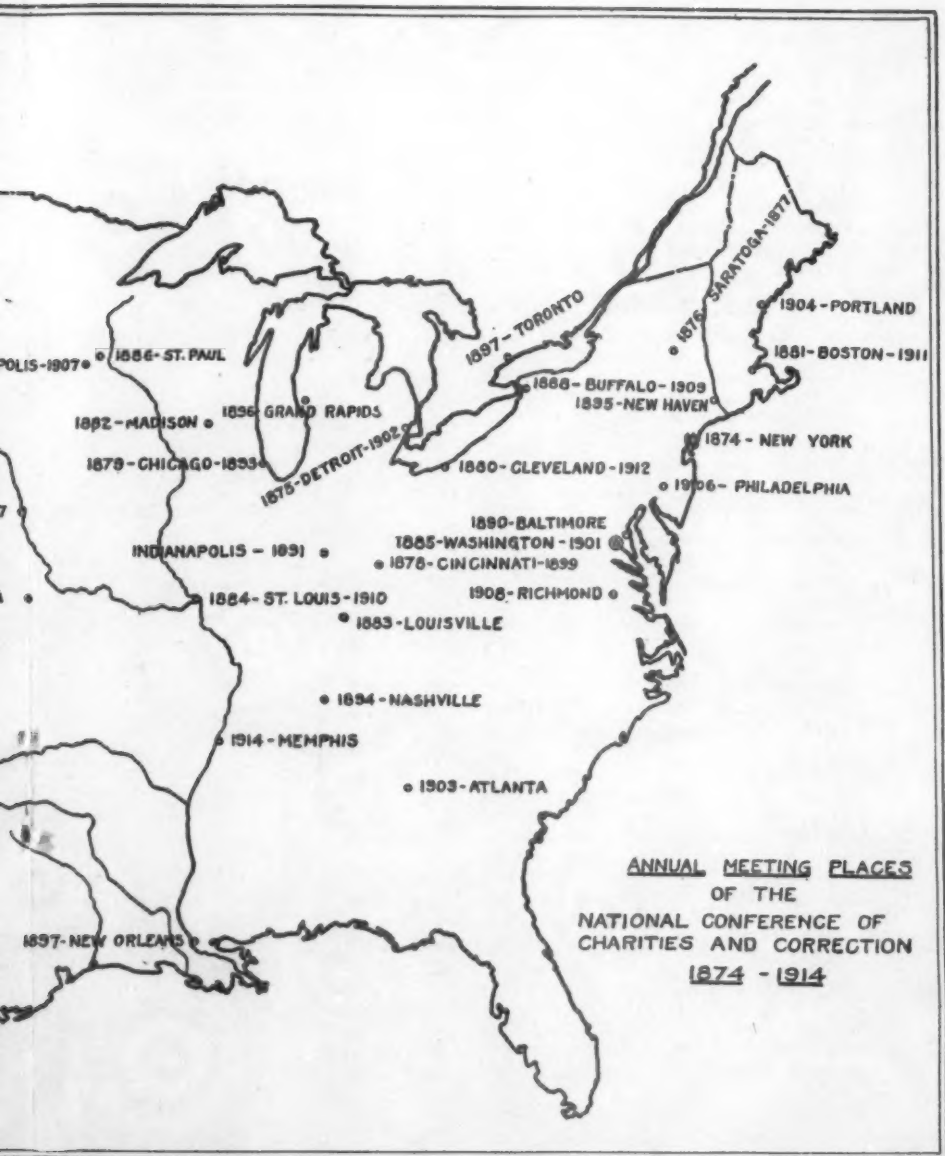 1876-SARATOGA-1877
1904-PORTLAND
1897-TORONTO
1881-BOSTON-1911
POLIS-1907
1886-ST. PAUL
1888-BUFFALO-1909
1895-NEW HAVEN
1896-GRAND RAPIDS
1882-MADISON
1874-NEW YORK
1879-CHICAGO-1893
1875-DETROIT-1902
1880-CLEVELAND-1912
1906-PHILADELPHIA
7
1890-BALTIMORE
1885-WASHINGTON-1901
INDIANAPOLIS-1891
1878-CINCINNATI-1899
A
1884-ST. LOUIS-1910
1908-RICHMOND
1883-LOUISVILLE
1894-NASHVILLE
1914-MEMPHIS
1903-ATLANTA
ANNUAL MEETING PLACES
OF THE
NATIONAL CONFERENCE OF
CHARITIES AND CORRECTION
1874-1914
1897-NEW ORLEANS